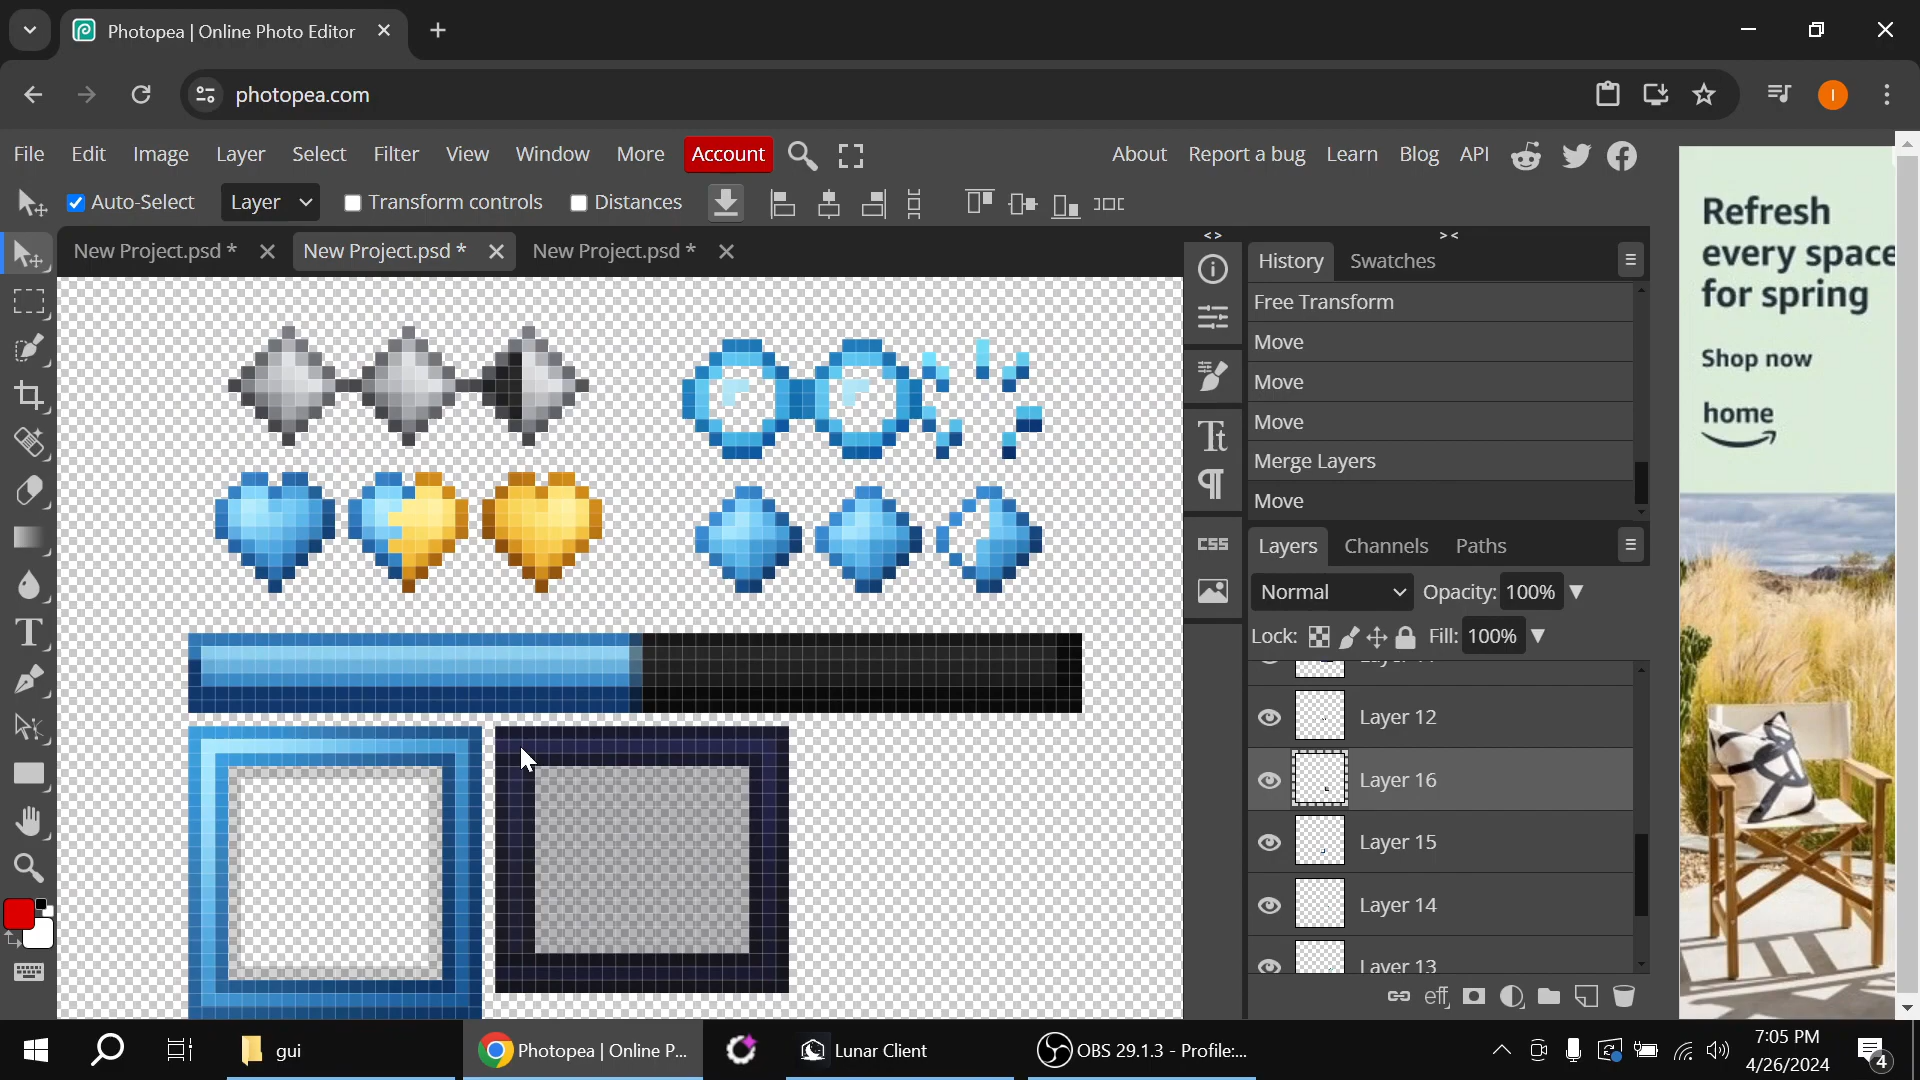 Photopea | Online Photo Editor
photopea.com
I
File Edit Image Layer Select Filter View Window More Account
About Report a bug Learn Blog API
Auto-Select Layer Transform controls Distances
New Project.psd * New Project.psd * New Project.psd *
History Swatches
Free Transform
Move
Move
Move
Merge Layers
Move
CSS
Layers Channels Paths
Normal Opacity: 100%
Lock: Fill: 100%
Layer 12
Layer 16
Layer 15
Layer 14
Layer 13
eff
Refresh
every space
for spring
Shop now
home
gui
Photopea | Online P...
Lunar Client
OBS 29.1.3 - Profile:...
7:05 PM
4/26/2024
4